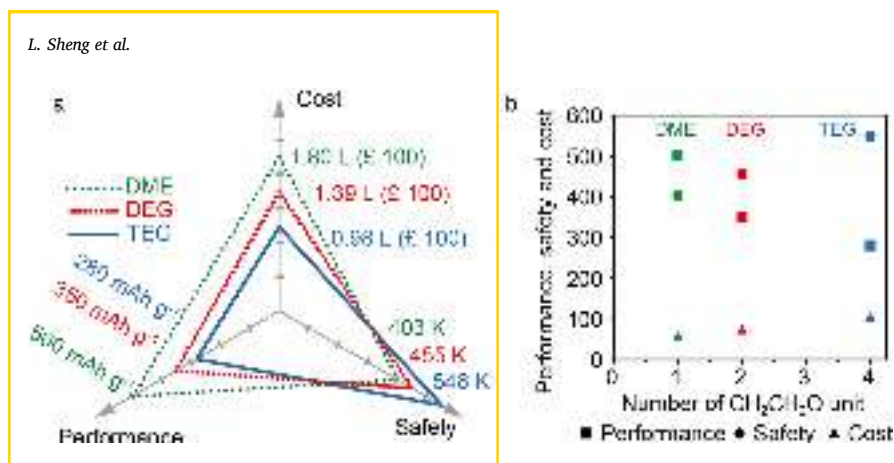 L. Sheng et al.
a
Cost
1.80 L (£ 100)
DME
DEG
TEG
1.39 L (£ 100)
0.98 L (£ 100)
280 mAh g⁻¹
350 mAh g⁻¹
500 mAh g⁻¹
403 K
455 K
548 K
Performance
Safety
b
Performance, safety and cost
600
500
400
300
200
100
0
DME DEG TEG
0 1 2 3 4
Number of CH₂CH₂O unit
■ Performance ● Safety ▲ Cost